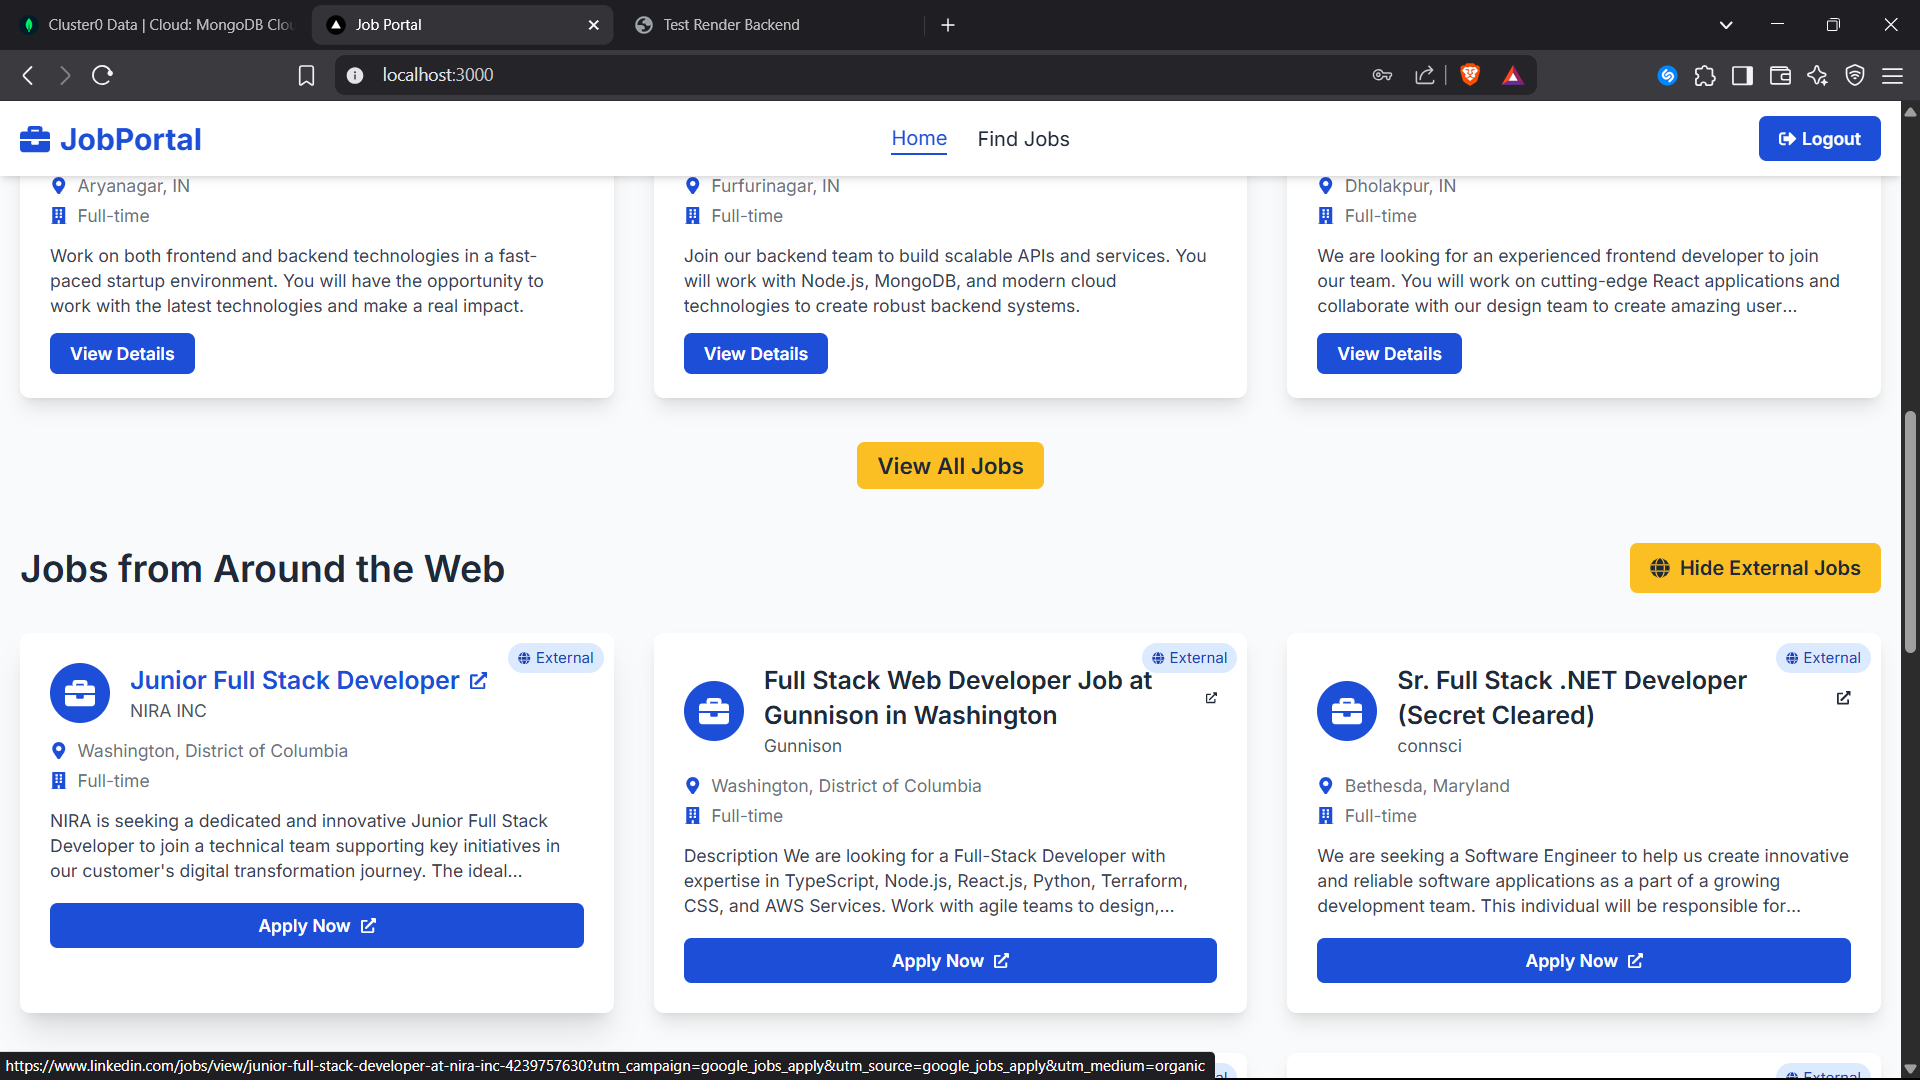 Cluster0 Data | Cloud: MongoDB Clo
Job Portal
Test Render Backend
localhost:3000
JobPortal
Home
Find Jobs
Logout
Aryanagar, IN
Full-time
Work on both frontend and backend technologies in a fast-
paced startup environment. You will have the opportunity to
work with the latest technologies and make a real impact.
View Details
Furfurinagar, IN
Full-time
Join our backend team to build scalable APIs and services. You
will work with Node.js, MongoDB, and modern cloud
technologies to create robust backend systems.
View Details
Dholakpur, IN
Full-time
We are looking for an experienced frontend developer to join
our team. You will work on cutting-edge React applications and
collaborate with our design team to create amazing user...
View Details
View All Jobs
Jobs from Around the Web
Hide External Jobs
External
Junior Full Stack Developer
NIRA INC
Washington, District of Columbia
Full-time
NIRA is seeking a dedicated and innovative Junior Full Stack
Developer to join a technical team supporting key initiatives in
our customer's digital transformation journey. The ideal...
Apply Now
External
Full Stack Web Developer Job at
Gunnison in Washington
Gunnison
Washington, District of Columbia
Full-time
Description We are looking for a Full-Stack Developer with
expertise in TypeScript, Node.js, React.js, Python, Terraform,
CSS, and AWS Services. Work with agile teams to design,...
Apply Now
External
Sr. Full Stack .NET Developer
(Secret Cleared)
connsci
Bethesda, Maryland
Full-time
We are seeking a Software Engineer to help us create innovative
and reliable software applications as a part of a growing
development team. This individual will be responsible for...
Apply Now
https://www.linkedin.com/jobs/view/junior-full-stack-developer-at-nira-inc-4239757630?utm_campaign=google_jobs_apply&utm_source=google_jobs_apply&utm_medium=organic
External